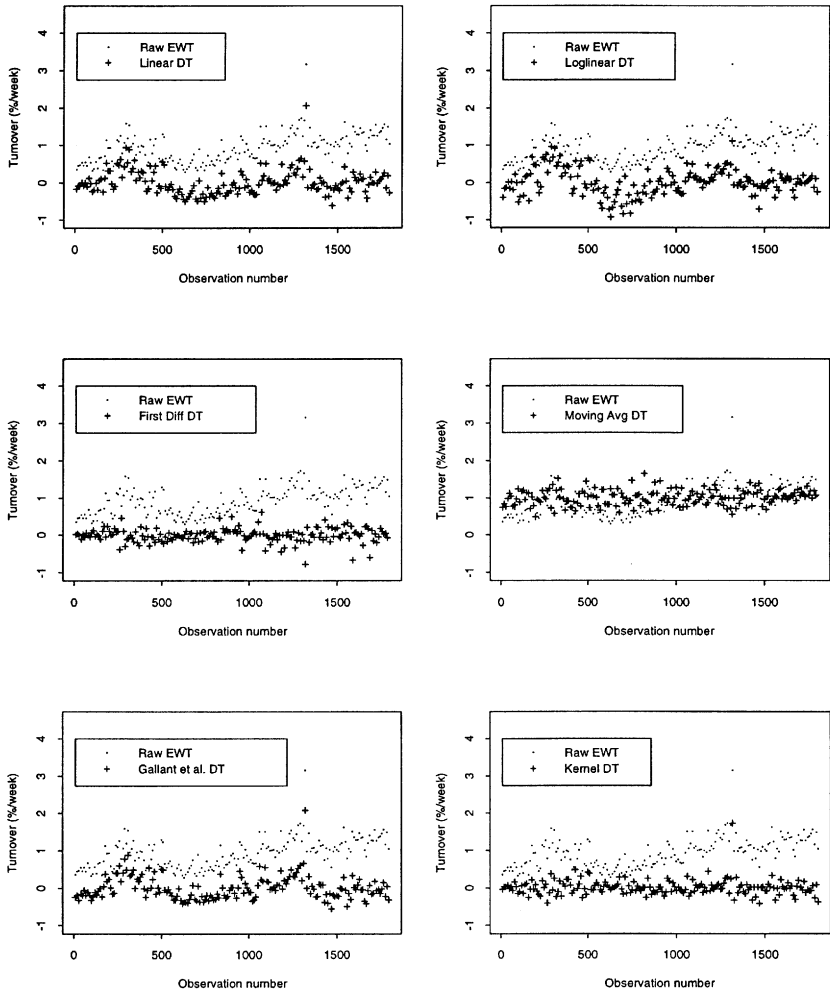 Raw EWT
Linear DT
Turnover (%/week)
4
3
2
1
0
-1
0
500
1000
1500
Observation number
Raw EWT
Loglinear DT
Turnover (%/week)
4
3
2
1
0
-1
0
500
1000
1500
Observation number
Raw EWT
First Diff DT
Turnover (%/week)
4
3
2
1
0
-1
0
500
1000
1500
Observation number
Raw EWT
Moving Avg DT
Turnover (%/week)
4
3
2
1
0
-1
0
500
1000
1500
Observation number
Raw EWT
Gallant et al. DT
Turnover (%/week)
4
3
2
1
0
-1
0
500
1000
1500
Observation number
Raw EWT
Kernel DT
Turnover (%/week)
4
3
2
1
0
-1
0
500
1000
1500
Observation number